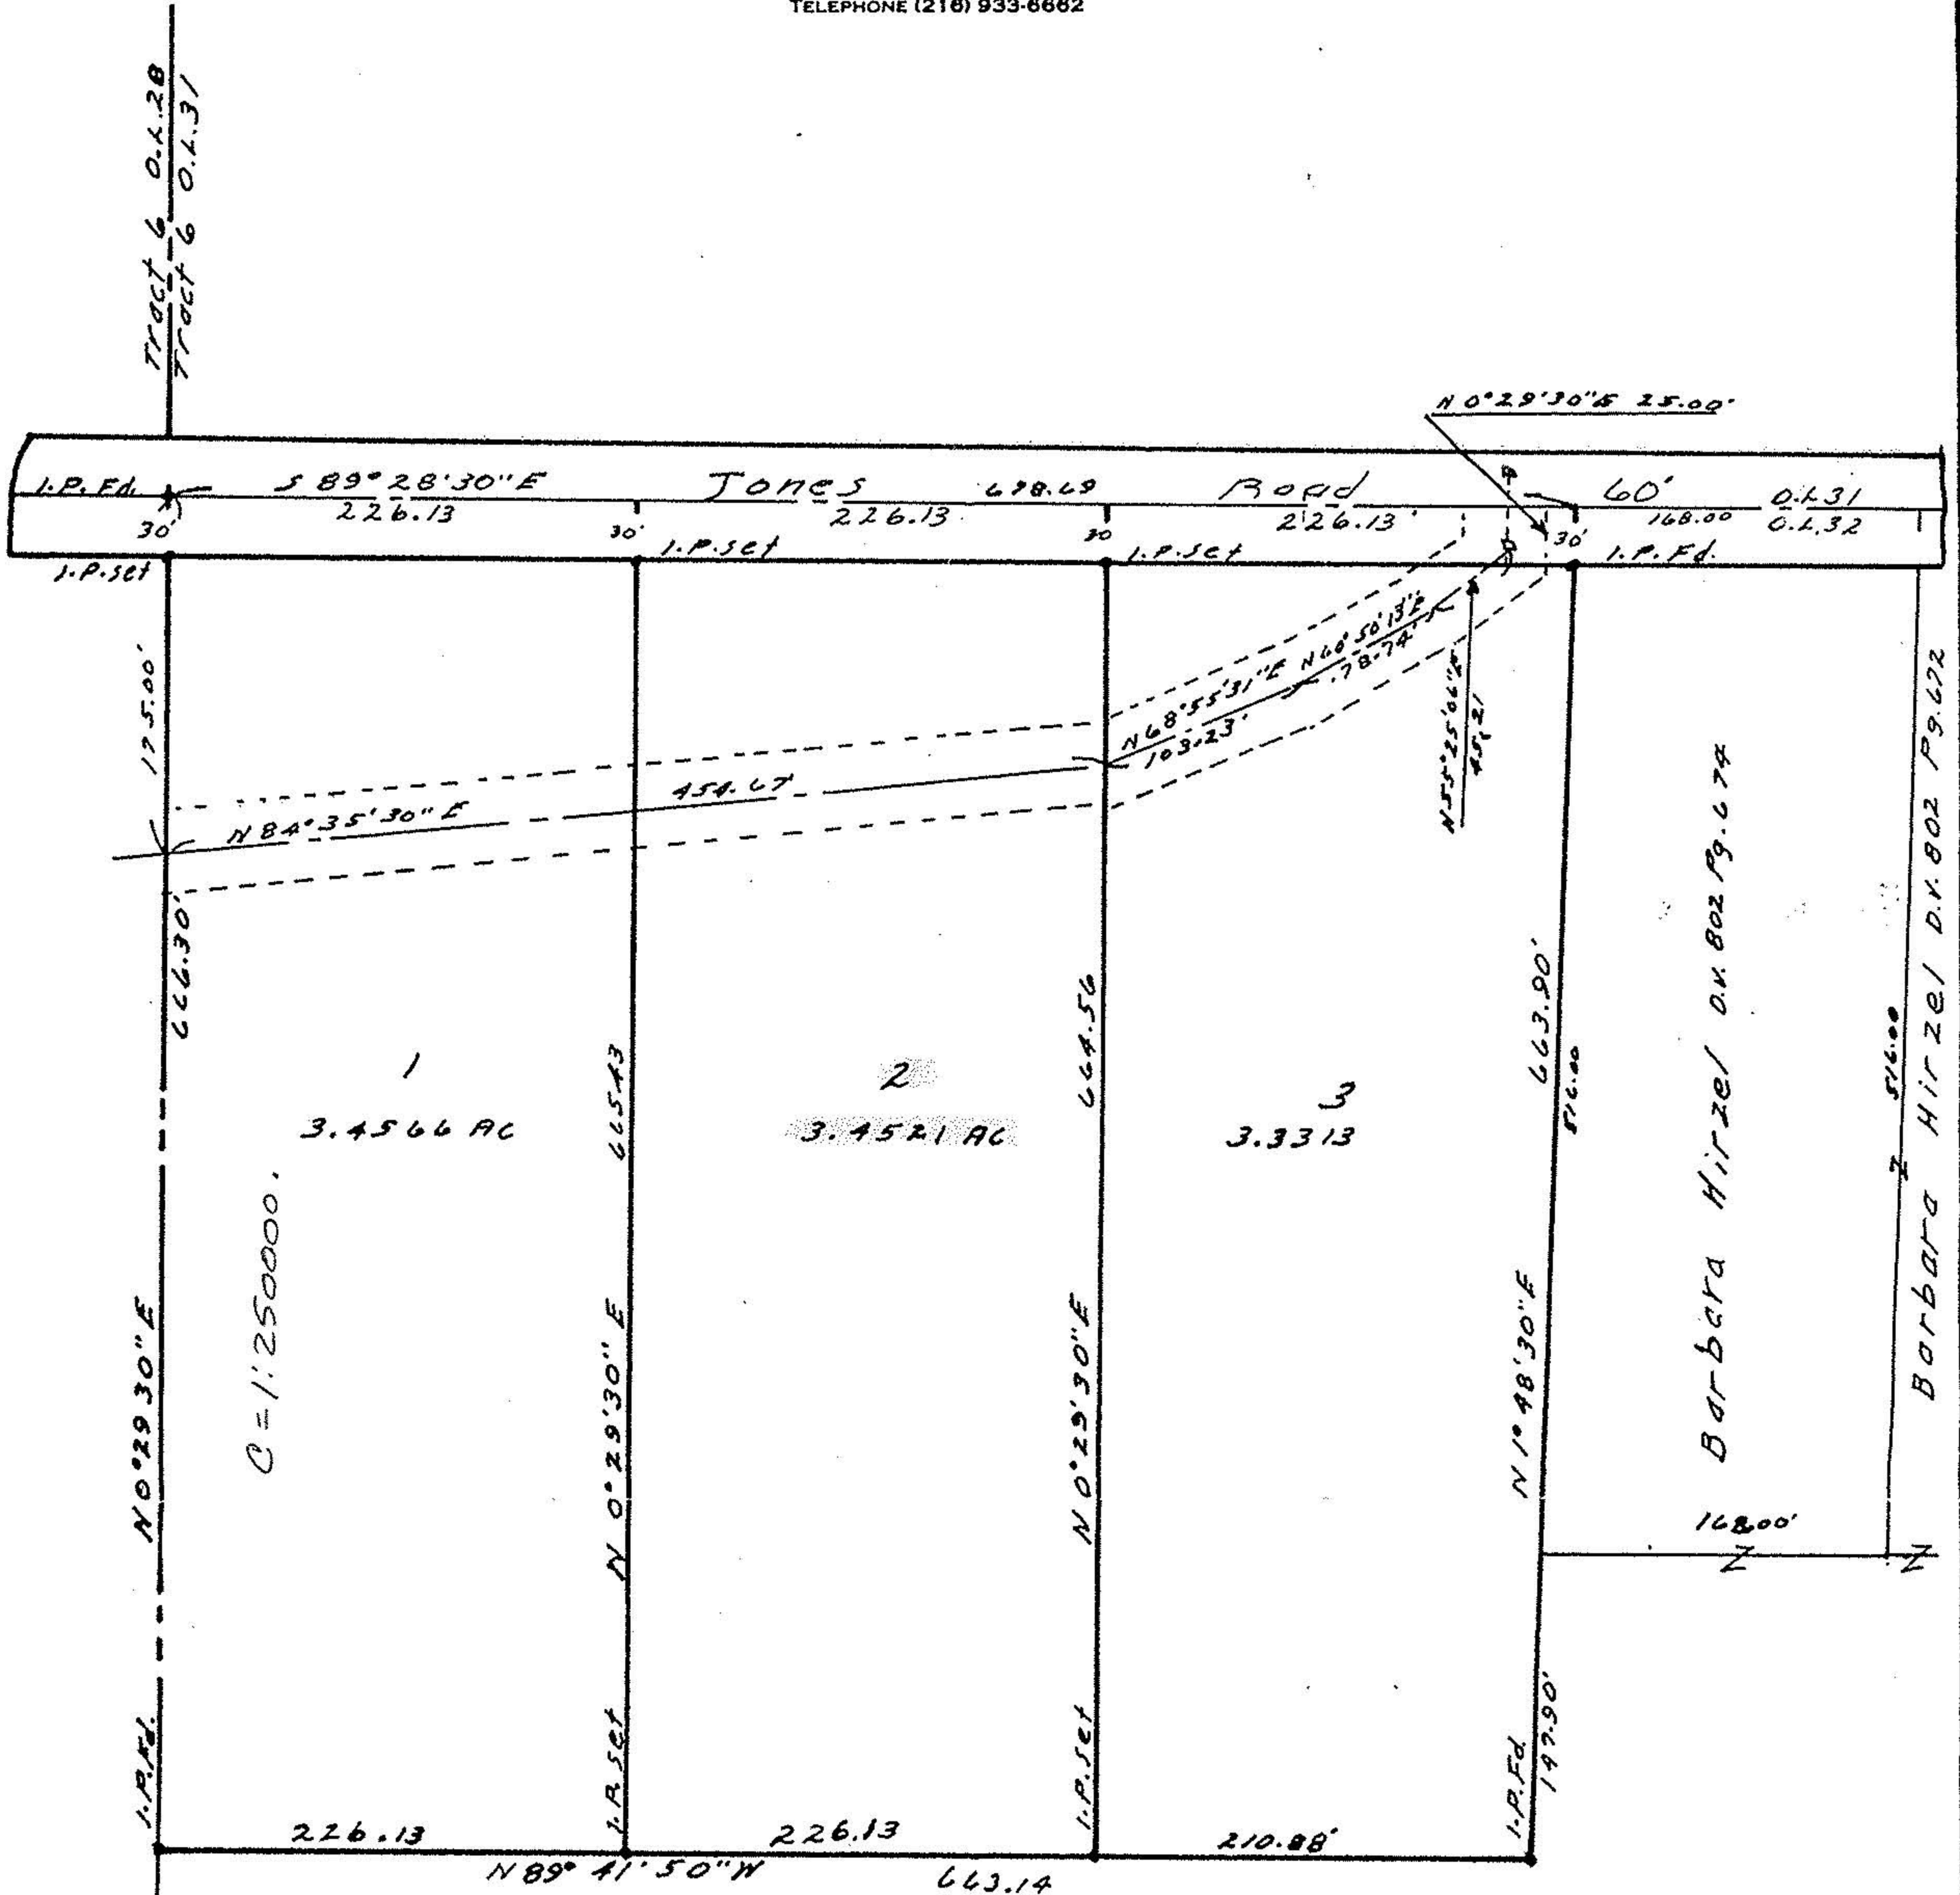 TELEPHONE (216) 933-6662
Tract 6 O.L.28
Tract 6 O.L.31
N 0°29'30"E 25.00'
I.P. Fd.
S 89°28'30"E
Jones
678.69
Road
60'
O.L.31
226.13
226.13
226.13'
168.00
O.L.32
30'
30'
30'
30'
I.P.set
I.P.set
I.P.set
I.P. Fd.
175.00'
N 84°35'30"E
454.67'
N 68°55'31"E
103.23'
N 60°50'13"E
78.74'
N 55°25'06"E
45.21
666.30'
665.43
664.56
663.90'
516.00
516.00
1
3.4566 AC
2
3.4521 AC
3
3.3313
C=1:250000.
N 0°29 30"E
N 0°29'30" E
N 0°29'30"E
N 1°48'30"E
Barbara Hirzel D.V. 802 Pg. 674
Barbara Hirzel D.V. 802 Pg. 672
168.00'
I.P.Fd.
I.P.set
I.P.set
I.P.Fd.
147.90'
226.13
226.13
210.88'
N 89° 41' 50"W
663.14